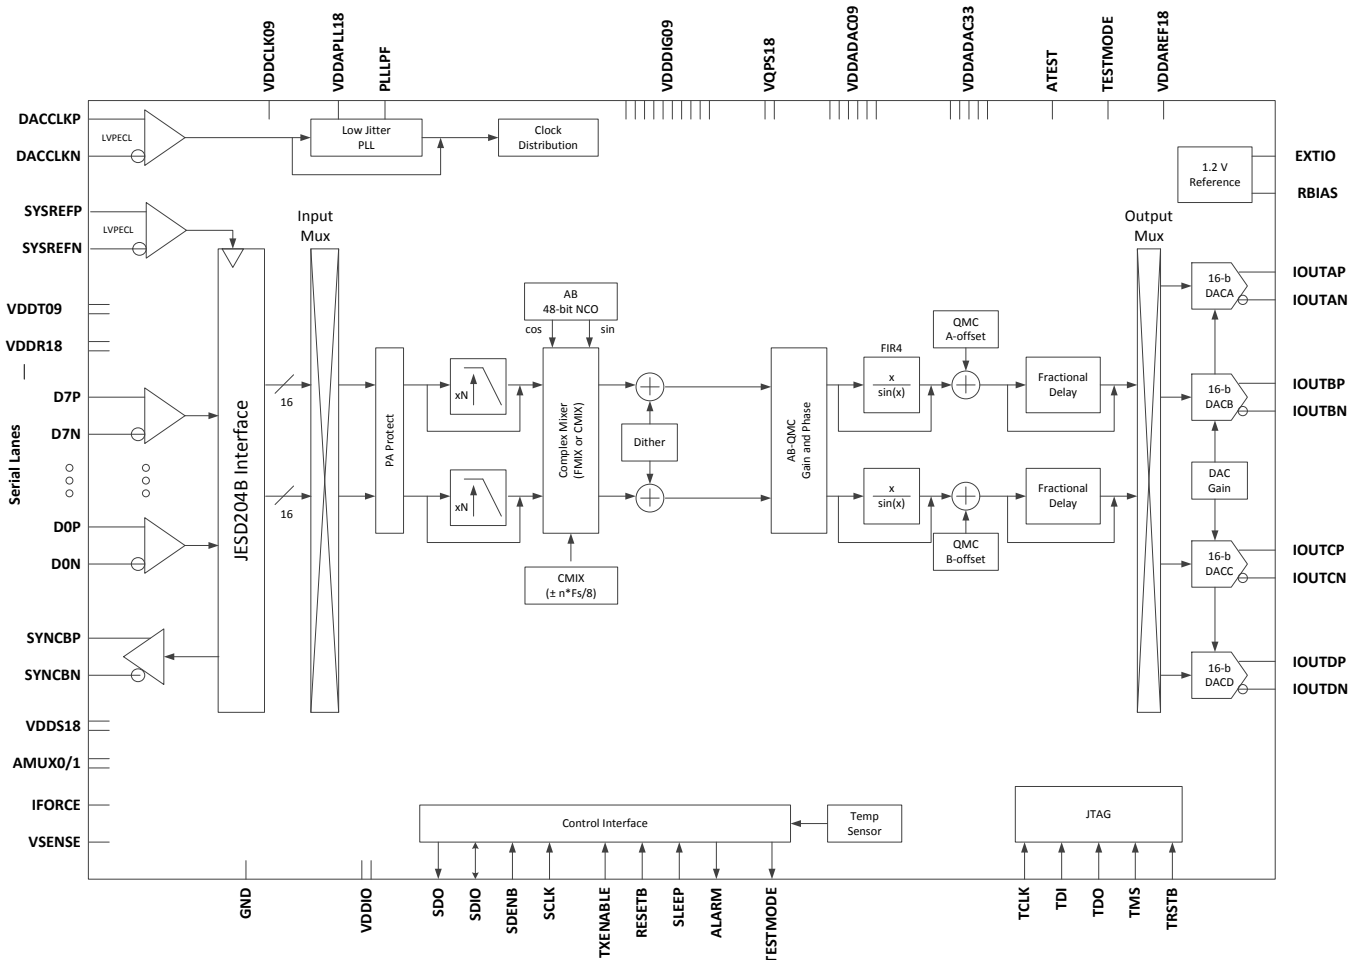 VDDCLK09
VDDAPLL18
PLLLPF
VDDDIG09
VQPS18
VDDADAC09
VDDADAC33
ATEST
TESTMODE
VDDAREF18
DACCLKP
LVPECL
DACCLKN
Low Jitter
PLL
Clock
Distribution
1.2 V
Reference
EXTIO
RBIAS
SYSREFP
LVPECL
SYSREFN
Input
Mux
Output
Mux
VDDT09
VDDR18
Serial Lanes
D7P
D7N
D0P
D0N
JESD204B Interface
16
16
PA Protect
xN
xN
AB
48-bit NCO
cos
sin
Complex Mixer
(FMIX or CMIX)
CMIX
(± n*Fs/8)
Dither
AB-QMC
Gain and Phase
FIR4
x
sin(x)
x
sin(x)
QMC
A-offset
QMC
B-offset
Fractional
Delay
Fractional
Delay
16-b
DACA
16-b
DACB
DAC
Gain
16-b
DACC
16-b
DACD
IOUTAP
IOUTAN
IOUTBP
IOUTBN
IOUTCP
IOUTCN
IOUTDP
IOUTDN
SYNCBP
SYNCBN
VDDS18
AMUX0/1
IFORCE
VSENSE
Control Interface
Temp
Sensor
JTAG
GND
VDDIO
SDO
SDIO
SDENB
SCLK
TXENABLE
RESETB
SLEEP
ALARM
TESTMODE
TCLK
TDI
TDO
TMS
TRSTB